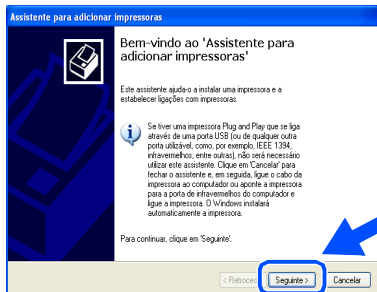 Assistente para adicionar impressoras
Bem-vindo ao 'Assistente para
adicionar impressoras'
Este assistente ajuda-o a instalar uma impressora e a
estabelecer ligações com impressoras.
Se tiver uma impressora Plug and Play que se liga
através de uma porta USB (ou de qualquer outra
porta utilizável, como, por exemplo, IEEE 1394,
infravermelhos, entre outras), não será necessário
utilizar este assistente. Clique em 'Cancelar' para
fechar o assistente e, em seguida, ligue o cabo da
impressora ao computador ou aponte a impressora
para a porta de infravermelhos do computador e
ligue a impressora. O Windows instalará
automaticamente a impressora.
Para continuar, clique em 'Seguinte'.
< Retroced Seguinte > Cancelar